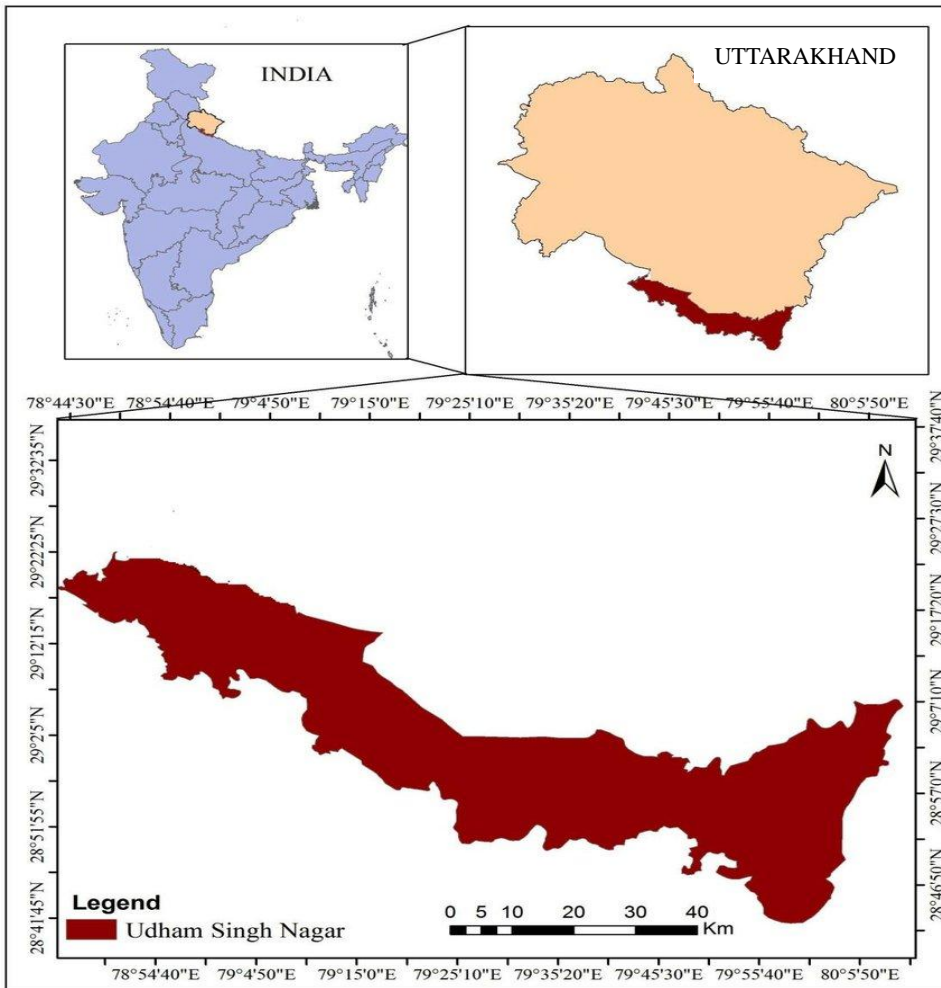 INDIA
UTTARAKHAND
78°44'30"E 78°54'40"E 79°4'50"E 79°15'0"E 79°25'10"E 79°35'20"E 79°45'30"E 79°55'40"E 80°5'50"E
29°32'35"N
29°22'25"N
29°12'15"N
29°2'5"N
28°51'55"N
28°41'45"N
N
29°37'40"N
29°27'30"N
29°17'20"N
29°7'10"N
28°57'0"N
28°46'50"N
Legend
Udham Singh Nagar
0 5 10 20 30 40
Km
78°54'40"E 79°4'50"E 79°15'0"E 79°25'10"E 79°35'20"E 79°45'30"E 79°55'40"E 80°5'50"E